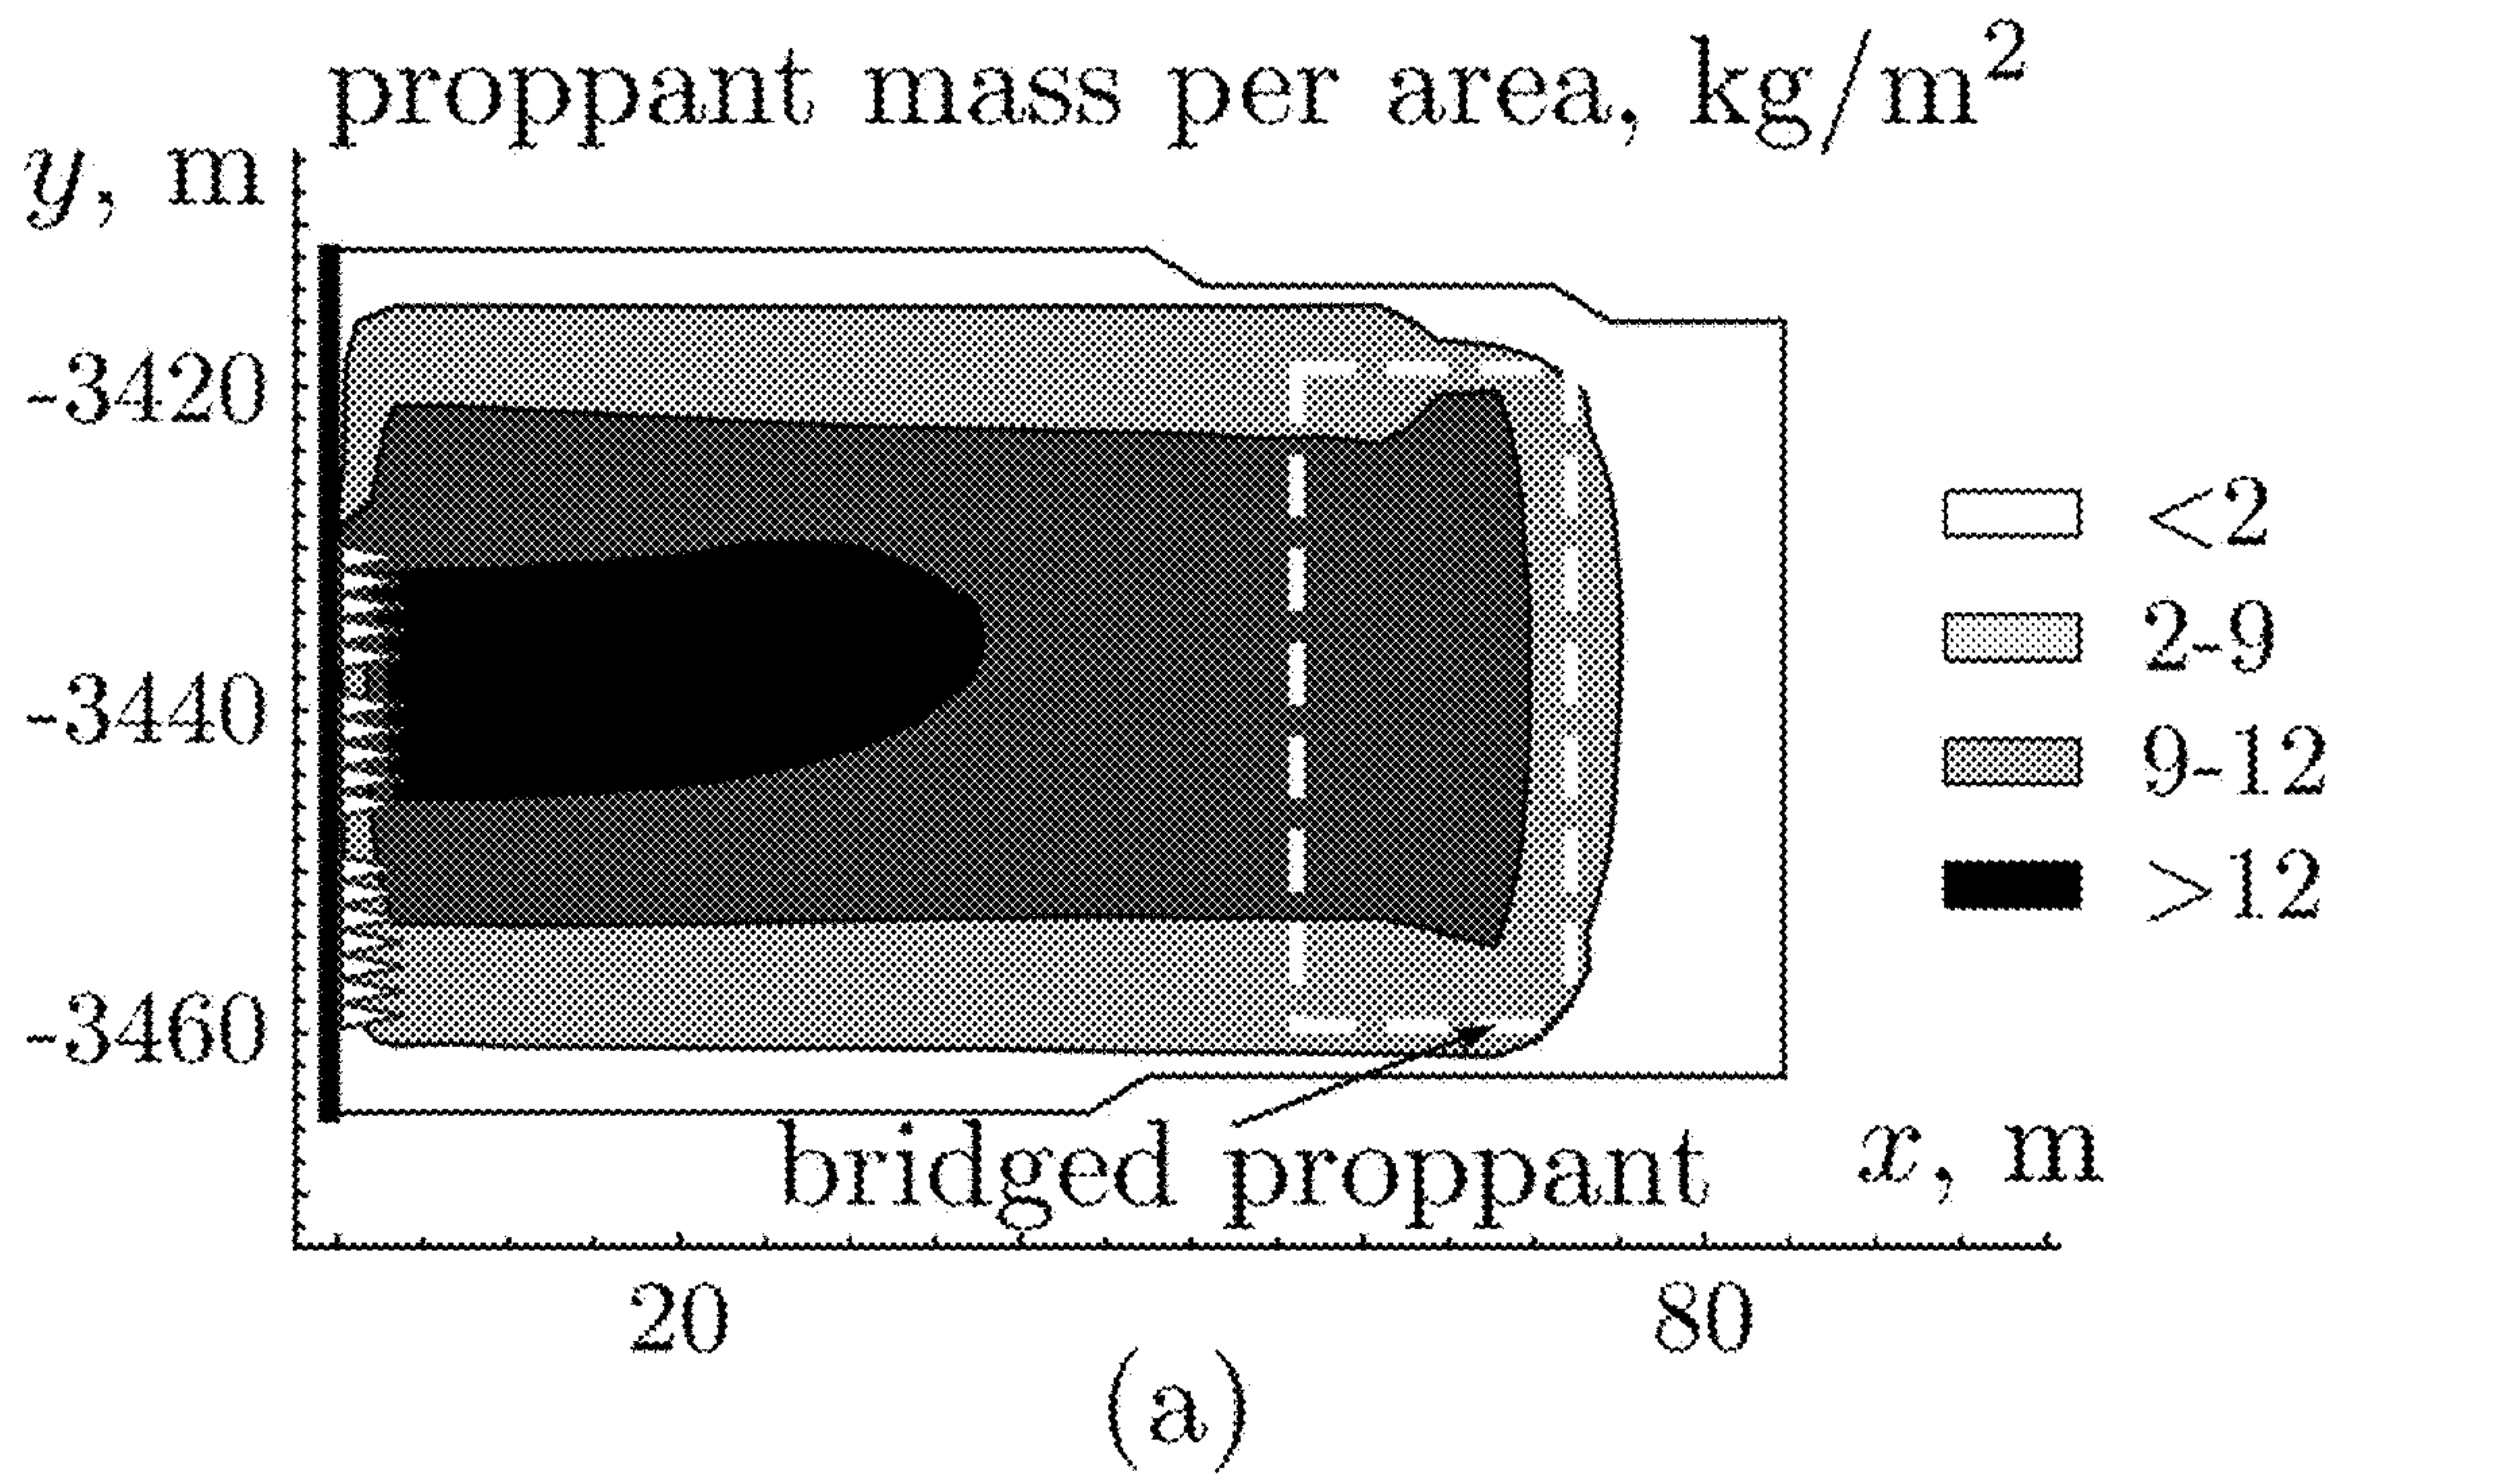 proppant mass per area, kg/m²
y, m
-3420
-3440
-3460
<2
2-9
9-12
>12
bridged proppant
x, m
20 80
(a)